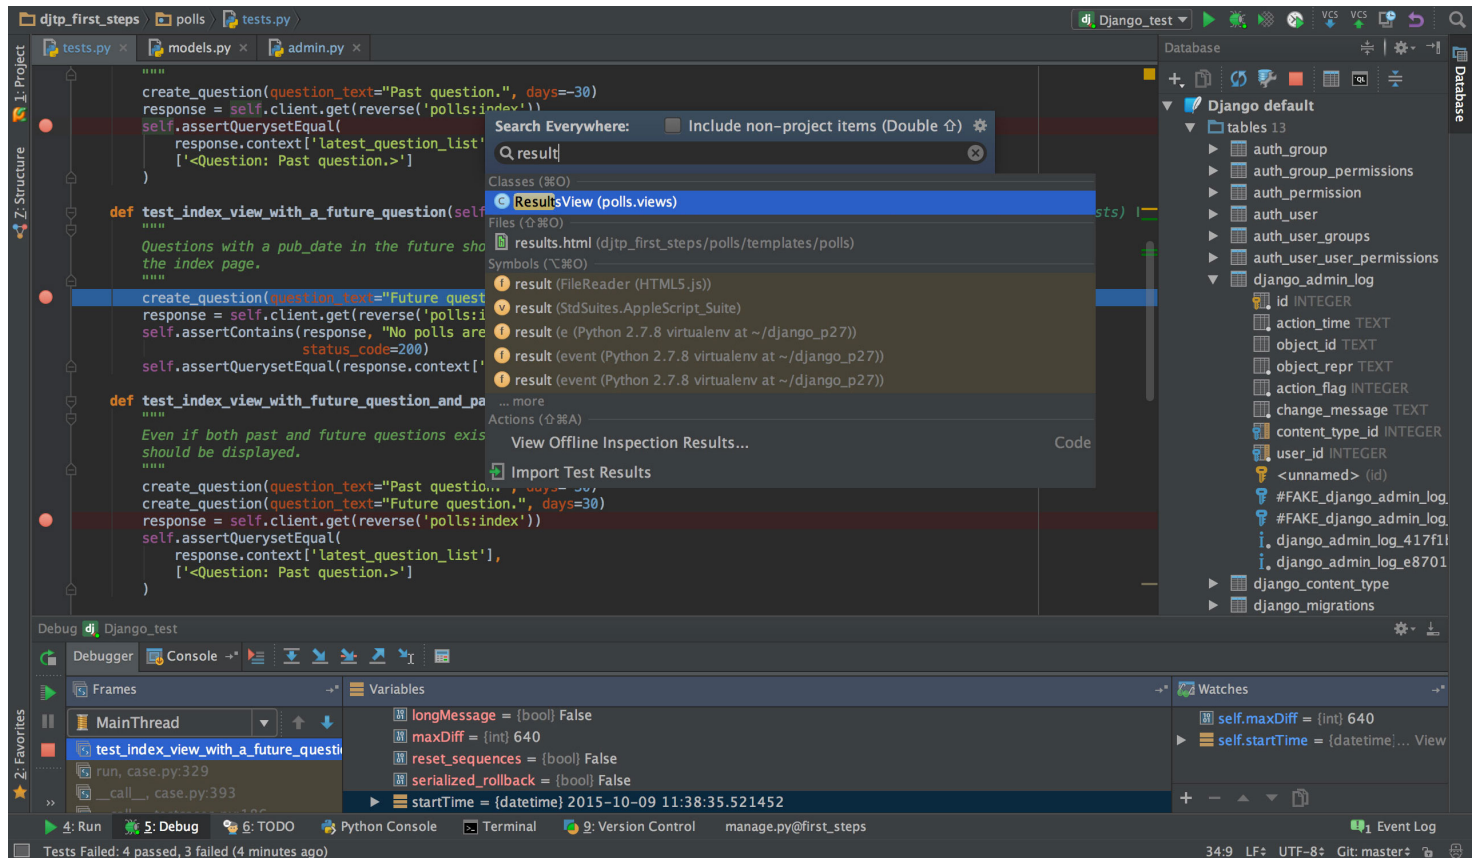 djtp_first_steps polls tests.py
Django_test
VCS VCS
tests.py models.py admin.py
Database
1: Project
Z: Structure
2: Favorites
Database
"""
create_question(question_text="Past question.", days=-30)
response = self.client.get(reverse('polls:index'))
self.assertQuerysetEqual(
response.context['latest_question_list'
['<Question: Past question.>']
)
def test_index_view_with_a_future_question(self
sts)
"""
Questions with a pub_date in the future sho
the index page.
"""
create_question(question_text="Future quest
response = self.client.get(reverse('polls:i
self.assertContains(response, "No polls are
status_code=200)
self.assertQuerysetEqual(response.context['
def test_index_view_with_future_question_and_pa
"""
Even if both past and future questions exis
should be displayed.
"""
create_question(question_text="Past question.", days=-30)
create_question(question_text="Future question.", days=30)
response = self.client.get(reverse('polls:index'))
self.assertQuerysetEqual(
response.context['latest_question_list'],
['<Question: Past question.>']
)
Search Everywhere: Include non-project items (Double ⇧)
result
Classes (⌘O)
ResultsView (polls.views)
Files (⇧⌘O)
results.html (djtp_first_steps/polls/templates/polls)
Symbols (⌥⌘O)
result (FileReader (HTML5.js))
result (StdSuites.AppleScript_Suite)
result (e (Python 2.7.8 virtualenv at ~/django_p27))
result (event (Python 2.7.8 virtualenv at ~/django_p27))
result (event (Python 2.7.8 virtualenv at ~/django_p27))
... more
Actions (⇧⌘A)
View Offline Inspection Results... Code
Import Test Results
Django default
tables 13
auth_group
auth_group_permissions
auth_permission
auth_user
auth_user_groups
auth_user_user_permissions
django_admin_log
id INTEGER
action_time TEXT
object_id TEXT
object_repr TEXT
action_flag INTEGER
change_message TEXT
content_type_id INTEGER
user_id INTEGER
<unnamed> (id)
#FAKE_django_admin_log_
#FAKE_django_admin_log_
django_admin_log_417f1
django_admin_log_e8701
django_content_type
django_migrations
Debug Django_test
Debugger Console
Frames
MainThread
test_index_view_with_a_future_questi
run, case.py:329
__call__, case.py:393
Variables
longMessage = {bool} False
maxDiff = {int} 640
reset_sequences = {bool} False
serialized_rollback = {bool} False
startTime = {datetime} 2015-10-09 11:38:35.521452
Watches
self.maxDiff = {int} 640
self.startTime = {datetime}... View
4: Run 5: Debug 6: TODO Python Console Terminal 9: Version Control manage.py@first_steps 1 Event Log
Tests Failed: 4 passed, 3 failed (4 minutes ago) 34:9 LF UTF-8 Git: master